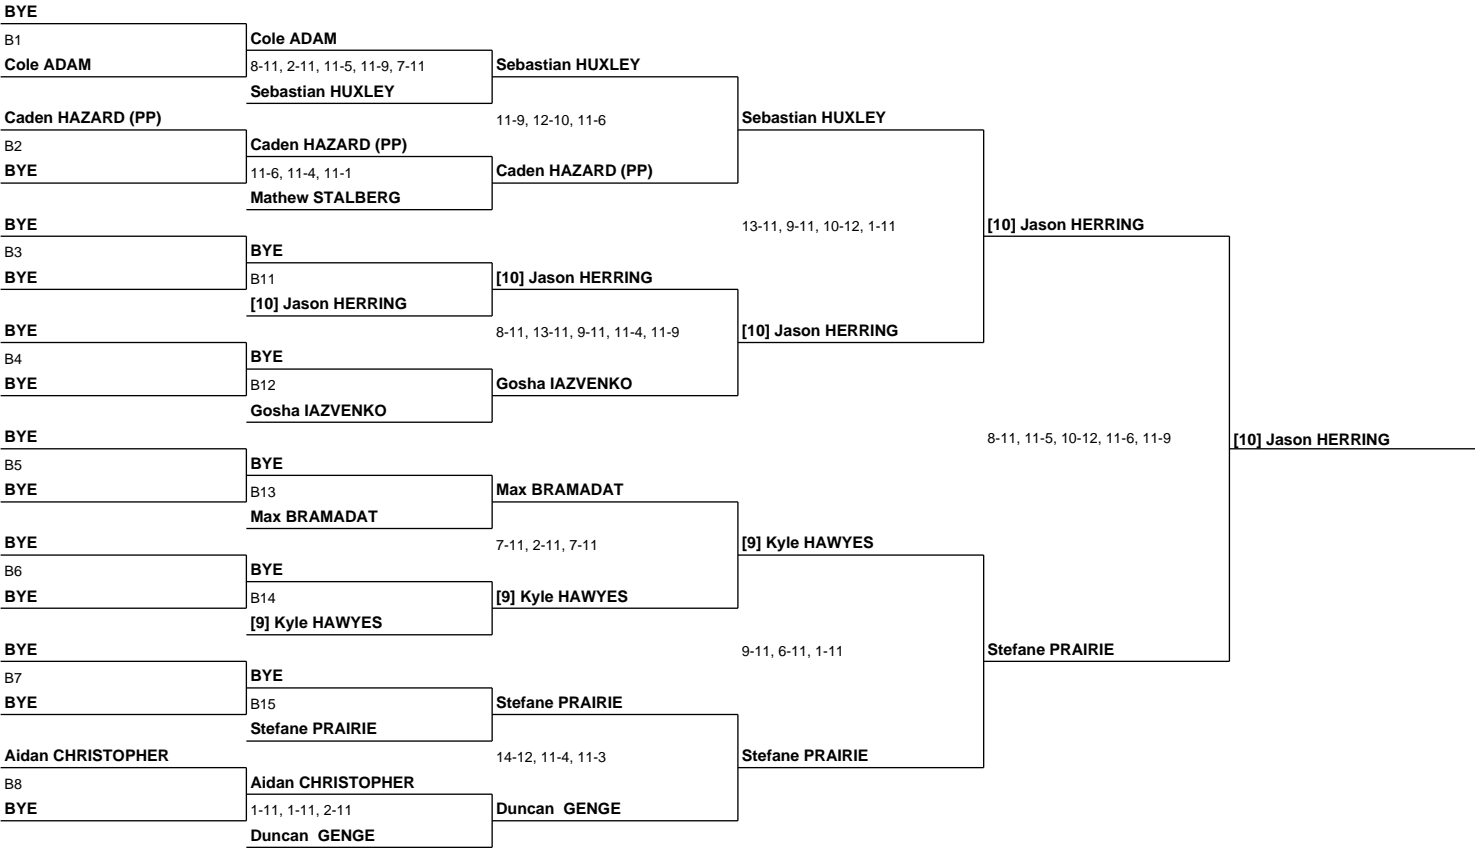 BYE
B1
Cole ADAM
Caden HAZARD (PP)
B2
BYE
BYE
B3
BYE
BYE
B4
BYE
BYE
B5
BYE
BYE
B6
BYE
BYE
B7
BYE
Aidan CHRISTOPHER
B8
BYE
Cole ADAM
8-11, 2-11, 11-5, 11-9, 7-11
Sebastian HUXLEY
Caden HAZARD (PP)
11-6, 11-4, 11-1
Mathew STALBERG
BYE
B11
[10] Jason HERRING
BYE
B12
Gosha IAZVENKO
BYE
B13
Max BRAMADAT
BYE
B14
[9] Kyle HAWYES
BYE
B15
Stefane PRAIRIE
Aidan CHRISTOPHER
1-11, 1-11, 2-11
Duncan  GENGE
Sebastian HUXLEY
11-9, 12-10, 11-6
Caden HAZARD (PP)
[10] Jason HERRING
8-11, 13-11, 9-11, 11-4, 11-9
Gosha IAZVENKO
Max BRAMADAT
7-11, 2-11, 7-11
[9] Kyle HAWYES
Stefane PRAIRIE
14-12, 11-4, 11-3
Duncan  GENGE
Sebastian HUXLEY
13-11, 9-11, 10-12, 1-11
[10] Jason HERRING
[9] Kyle HAWYES
9-11, 6-11, 1-11
Stefane PRAIRIE
[10] Jason HERRING
8-11, 11-5, 10-12, 11-6, 11-9
Stefane PRAIRIE
[10] Jason HERRING